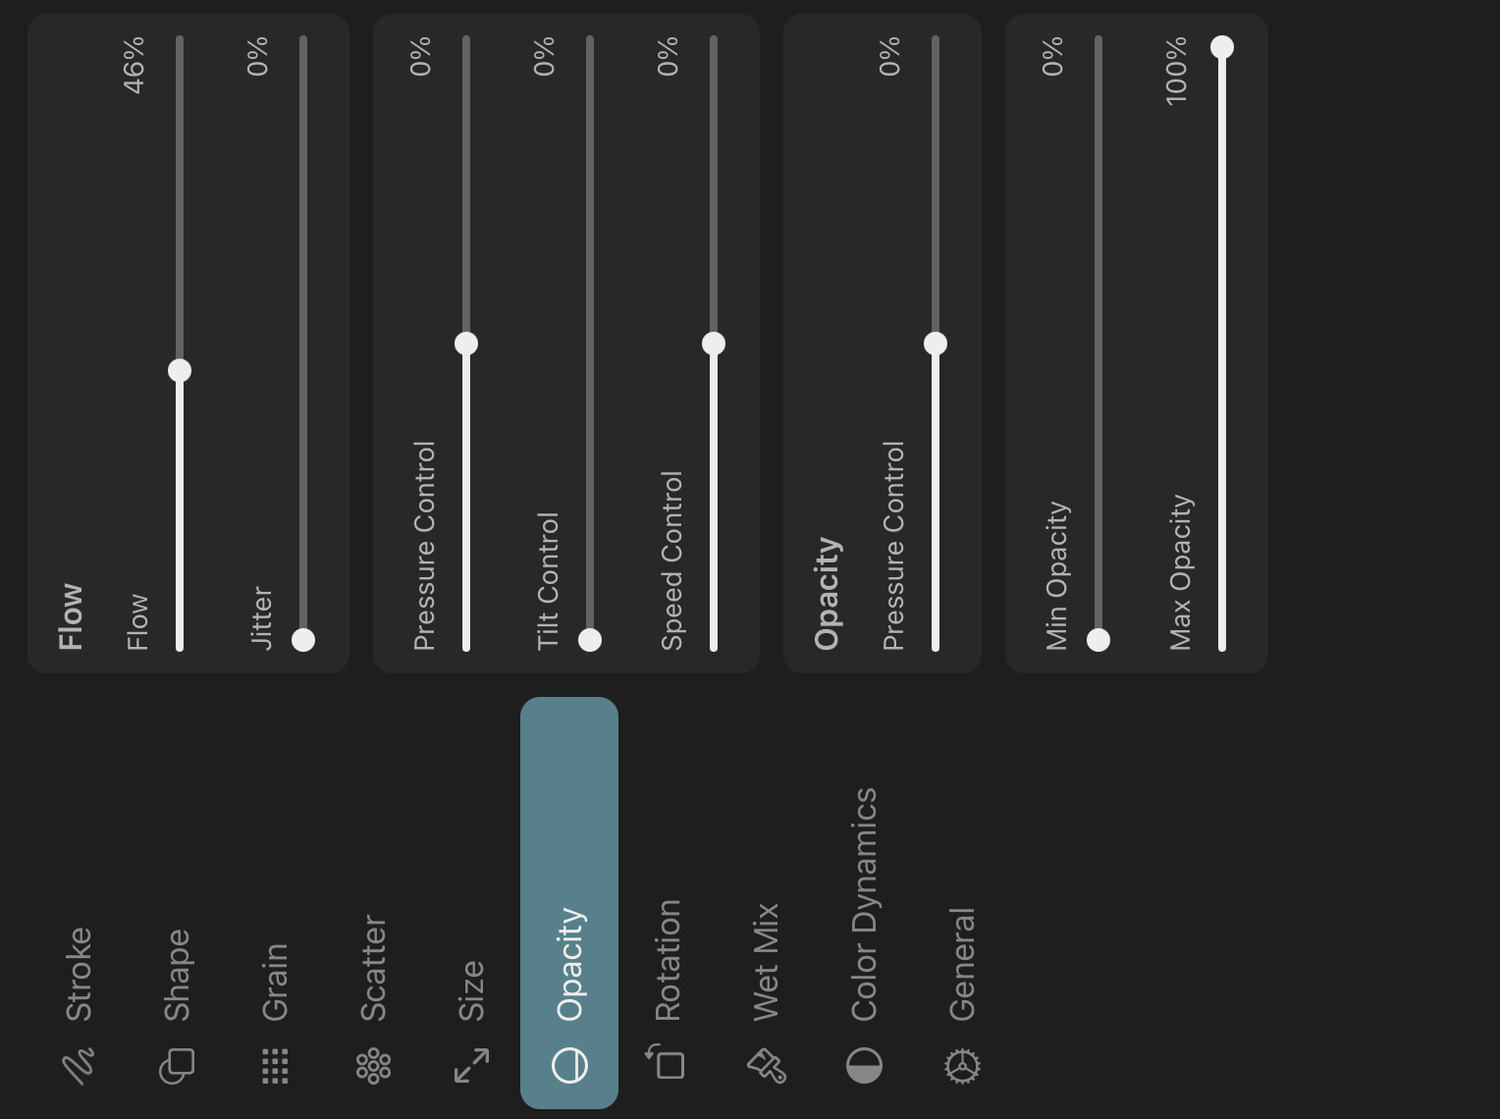 Stroke
Shape
Grain
Scatter
Size
Opacity
Rotation
Wet Mix
Color Dynamics
General
Flow
Flow 46%
Jitter 0%
Pressure Control 0%
Tilt Control 0%
Speed Control 0%
Opacity
Pressure Control 0%
Min Opacity 0%
Max Opacity 100%